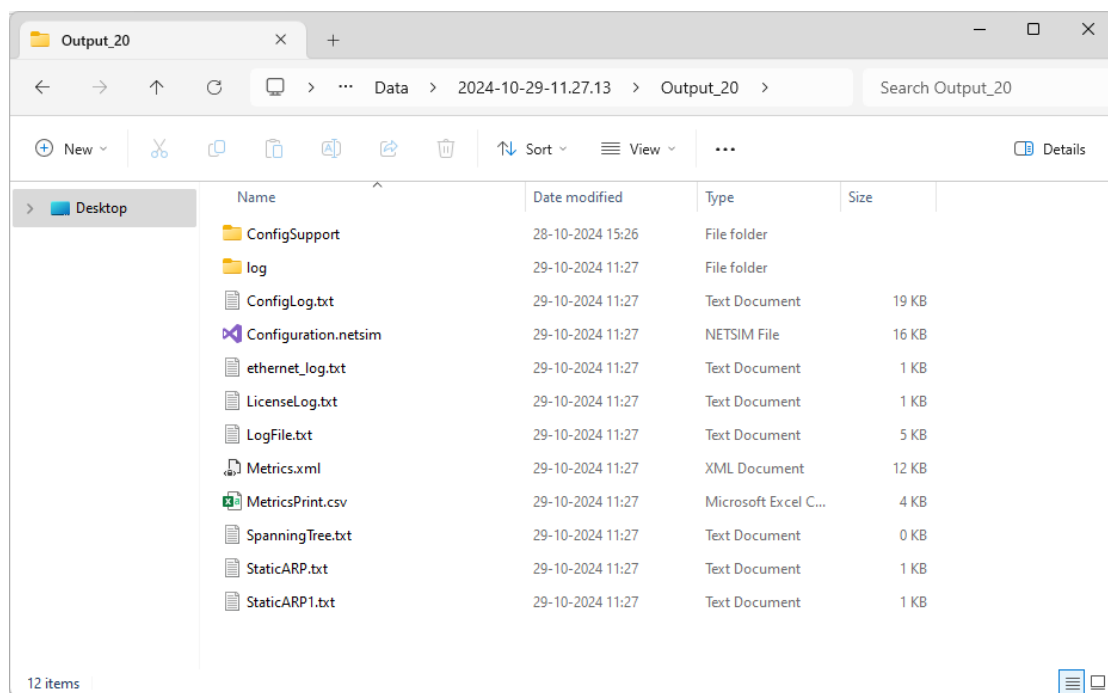 Output_20
Data > 2024-10-29-11.27.13 > Output_20 >
Search Output_20
New
Sort
View
Details
Desktop
Name Date modified Type Size
ConfigSupport 28-10-2024 15:26 File folder
log 29-10-2024 11:27 File folder
ConfigLog.txt 29-10-2024 11:27 Text Document 19 KB
Configuration.netsim 29-10-2024 11:27 NETSIM File 16 KB
ethernet_log.txt 29-10-2024 11:27 Text Document 1 KB
LicenseLog.txt 29-10-2024 11:27 Text Document 1 KB
LogFile.txt 29-10-2024 11:27 Text Document 5 KB
Metrics.xml 29-10-2024 11:27 XML Document 12 KB
MetricsPrint.csv 29-10-2024 11:27 Microsoft Excel C... 4 KB
SpanningTree.txt 29-10-2024 11:27 Text Document 0 KB
StaticARP.txt 29-10-2024 11:27 Text Document 1 KB
StaticARP1.txt 29-10-2024 11:27 Text Document 1 KB
12 items